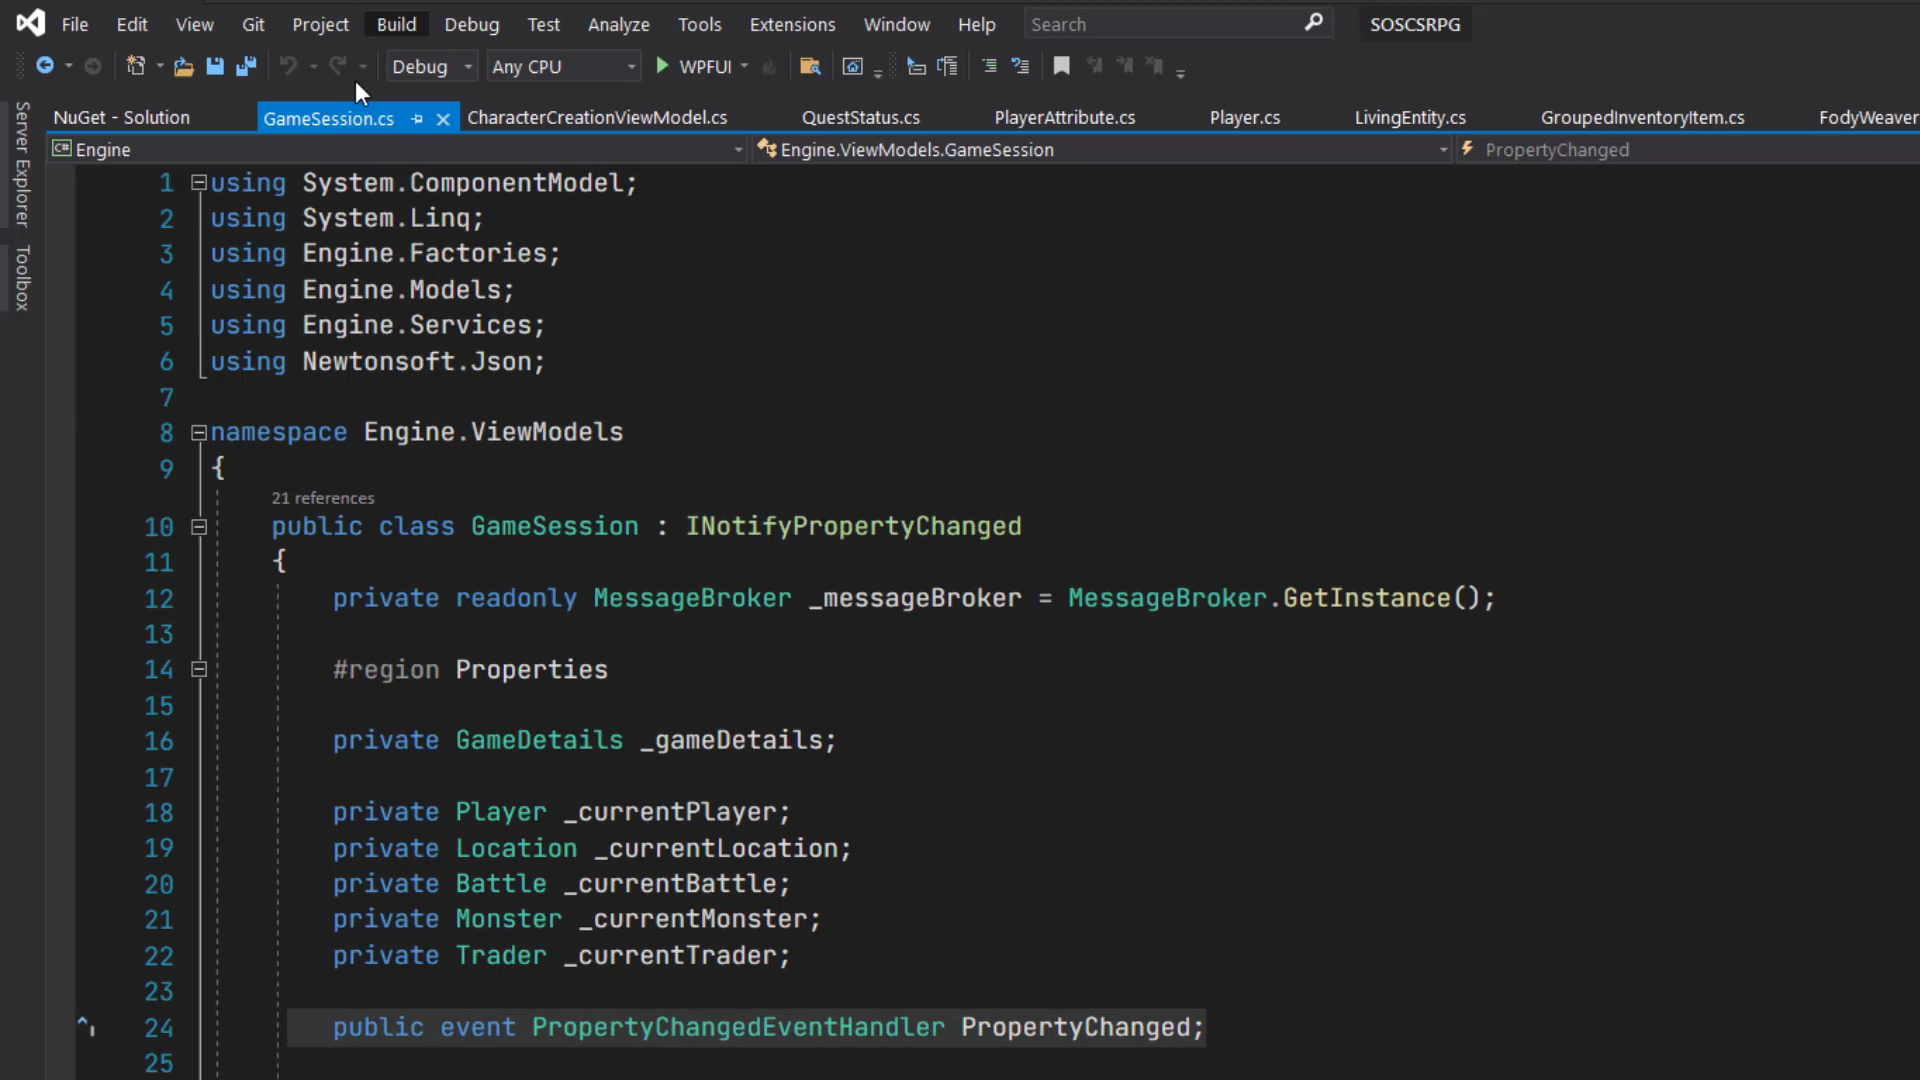 File Edit View Git Project Build Debug Test Analyze Tools Extensions Window Help Search SOSCSRPG
Debug Any CPU WPFUI
Server Explorer
Toolbox
NuGet - Solution GameSession.cs CharacterCreationViewModel.cs QuestStatus.cs PlayerAttribute.cs Player.cs LivingEntity.cs GroupedInventoryItem.cs FodyWeaver
C# Engine Engine.ViewModels.GameSession PropertyChanged
1 using System.ComponentModel;
2 using System.Linq;
3 using Engine.Factories;
4 using Engine.Models;
5 using Engine.Services;
6 using Newtonsoft.Json;
7
8 namespace Engine.ViewModels
9 {
21 references
10 public class GameSession : INotifyPropertyChanged
11 {
12 private readonly MessageBroker _messageBroker = MessageBroker.GetInstance();
13
14 #region Properties
15
16 private GameDetails _gameDetails;
17
18 private Player _currentPlayer;
19 private Location _currentLocation;
20 private Battle _currentBattle;
21 private Monster _currentMonster;
22 private Trader _currentTrader;
23
24 public event PropertyChangedEventHandler PropertyChanged;
25